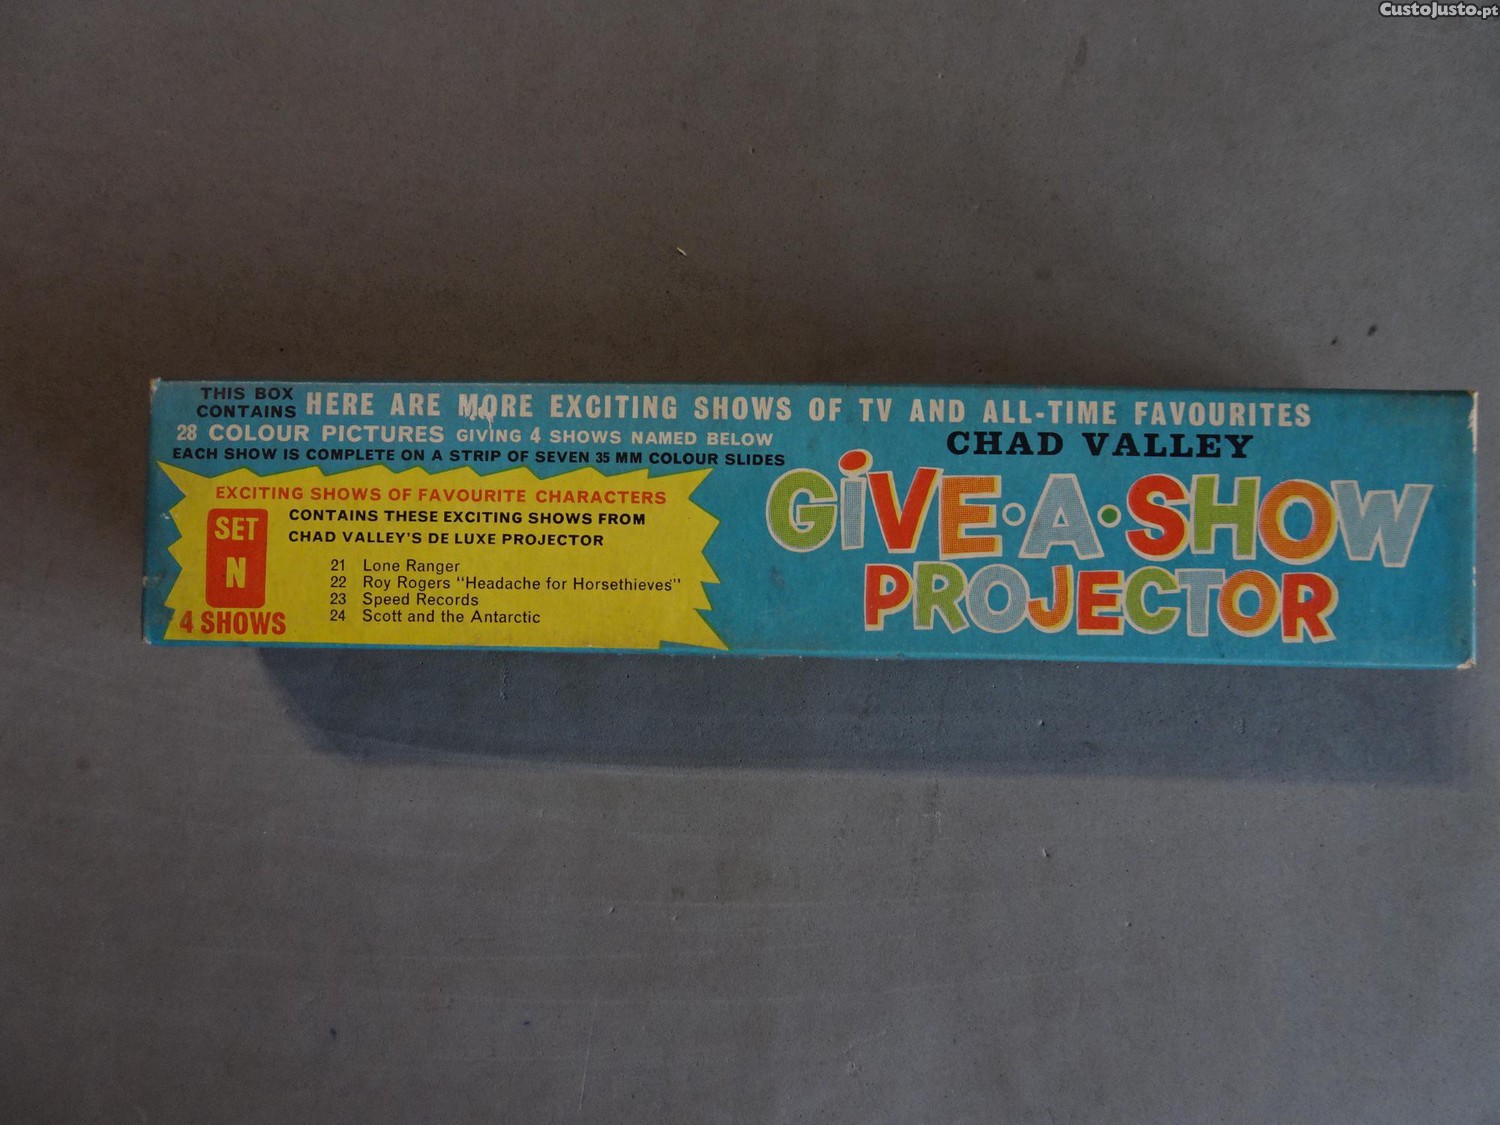 CustoJusto.pt
THIS BOX
CONTAINS HERE ARE MORE EXCITING SHOWS OF TV AND ALL-TIME FAVOURITES
28 COLOUR PICTURES GIVING 4 SHOWS NAMED BELOW
EACH SHOW IS COMPLETE ON A STRIP OF SEVEN 35 MM COLOUR SLIDES
EXCITING SHOWS OF FAVOURITE CHARACTERS
SET
N
4 SHOWS
CONTAINS THESE EXCITING SHOWS FROM
CHAD VALLEY'S DE LUXE PROJECTOR
21 Lone Ranger
22 Roy Rogers "Headache for Horsethieves"
23 Speed Records
24 Scott and the Antarctic
CHAD VALLEY
GiVE·A·SHOW
PROJECTOR